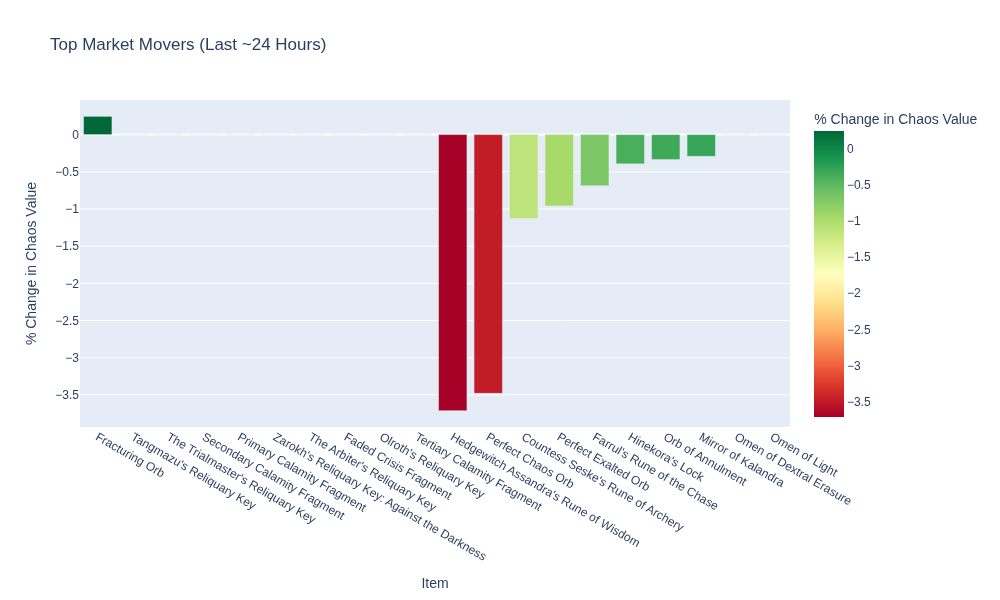 Top Market Movers (Last ~24 Hours)
% Change in Chaos Value
0
−0.5
−1
−1.5
−2
−2.5
−3
−3.5
% Change in Chaos Value
0
−0.5
−1
−1.5
−2
−2.5
−3
−3.5
Fracturing Orb
Tangmazu's Reliquary Key
The Trialmaster's Reliquary Key
Secondary Calamity Fragment
Primary Calamity Fragment
Zarokh's Reliquary Key: Against the Darkness
The Arbiter's Reliquary Key
Faded Crisis Fragment
Olroth's Reliquary Key
Tertiary Calamity Fragment
Hedgewitch Assandra's Rune of Wisdom
Perfect Chaos Orb
Countess Seske's Rune of Archery
Perfect Exalted Orb
Farrul's Rune of the Chase
Hinekora's Lock
Orb of Annulment
Mirror of Kalandra
Omen of Dextral Erasure
Omen of Light
Item